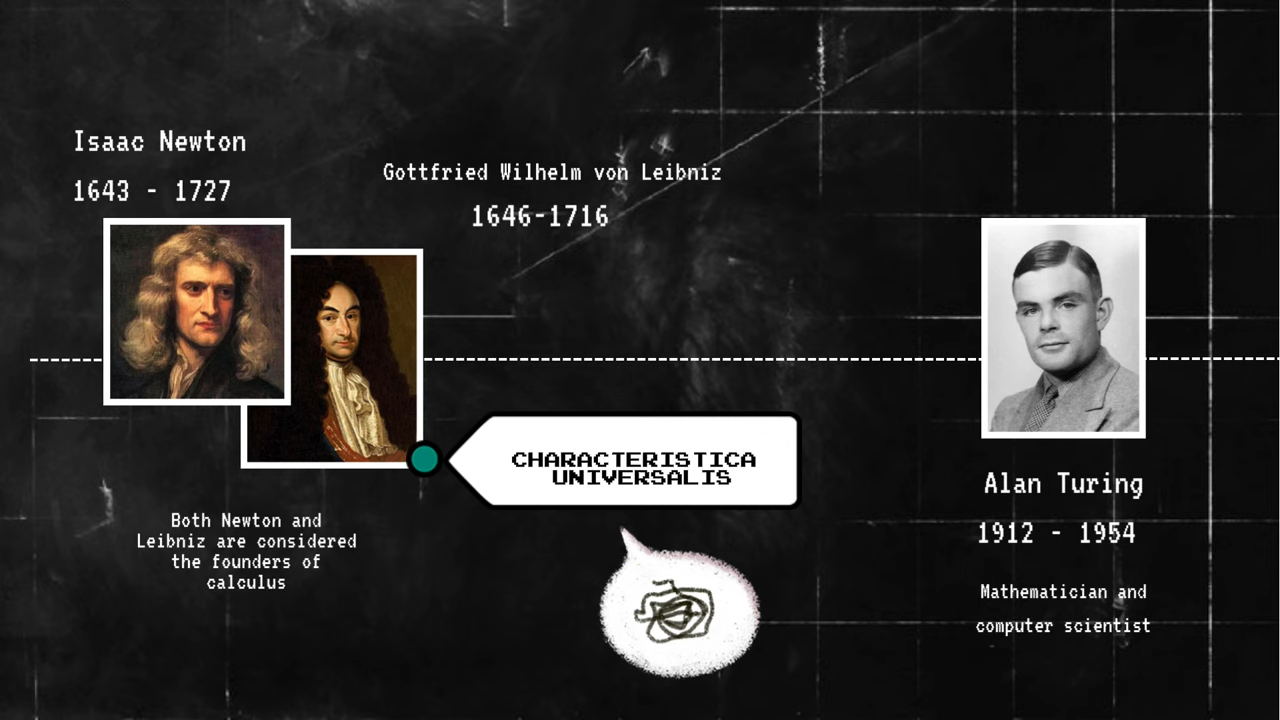 Isaac Newton
1643 - 1727
Gottfried Wilhelm von Leibniz
1646-1716
CHARACTERISTICA
UNIVERSALIS
Both Newton and
Leibniz are considered
the founders of
calculus
Alan Turing
1912 - 1954
Mathematician and
computer scientist